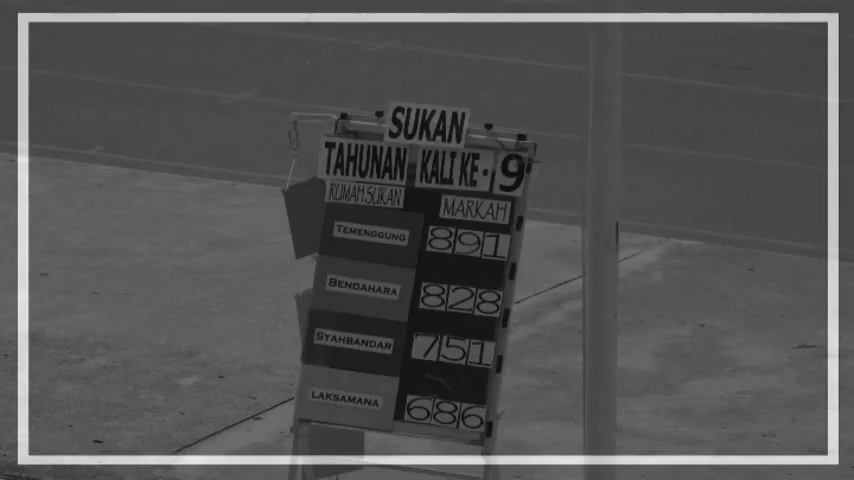 SUKAN
TAHUNAN KALI KE - 9
RUMAH SUKAN MARKAH
TEMENGGUNG 891
BENDAHARA 828
SYAHBANDAR 751
LAKSAMANA 686